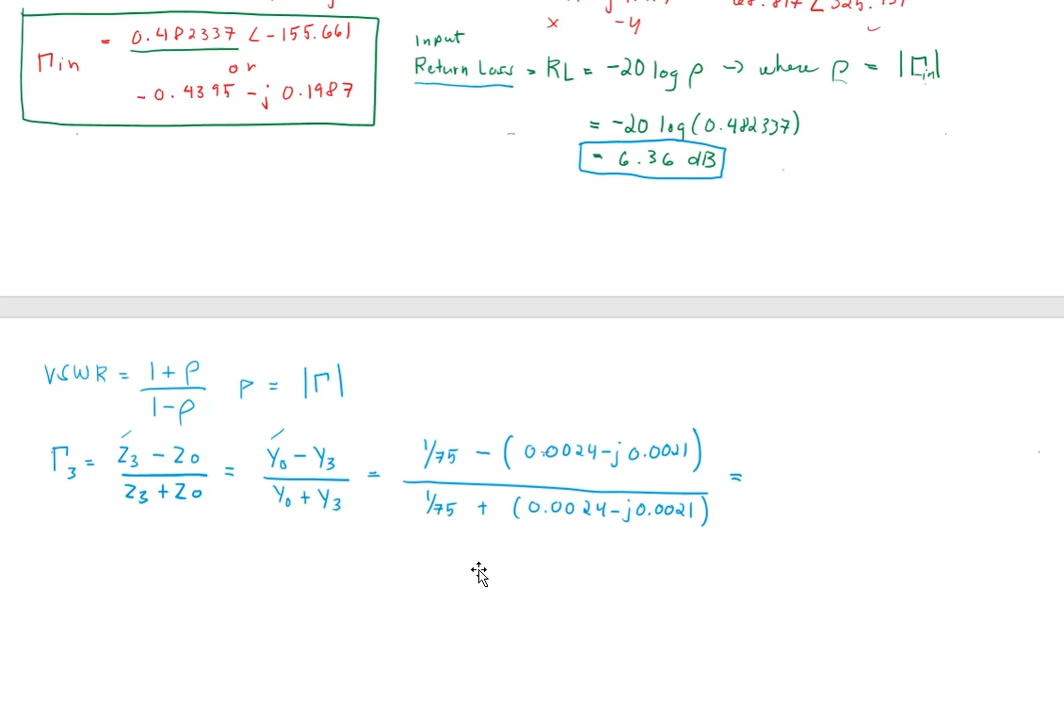 Γin = 0.482337 ∠ -155.661
or
- 0.4395 - j 0.1987
x -y
Input
Return Loss = RL = -20 log ρ → where ρ = |Γin|
= -20 log (0.482337)
= 6.36 dB
VSWR = 1 + ρ / 1 - ρ ρ = |Γ|
Γ3 = Z3 - Z0 / Z3 + Z0 = Y0 - Y3 / Y0 + Y3 = 1/75 - (0.0024-j0.0021) / 1/75 + (0.0024-j0.0021) =